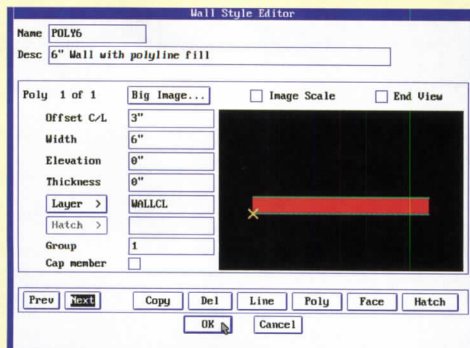 Wall Style Editor
Name POLY6
Desc 6" Wall with polyline fill
Poly 1 of 1 Big Image... Image Scale End View
Offset C/L 3"
Width 6"
Elevation 0"
Thickness 0"
Layer > WALLCL
Hatch >
Group 1
Cap member
Prev Next Copy Del Line Poly Face Hatch
OK Cancel